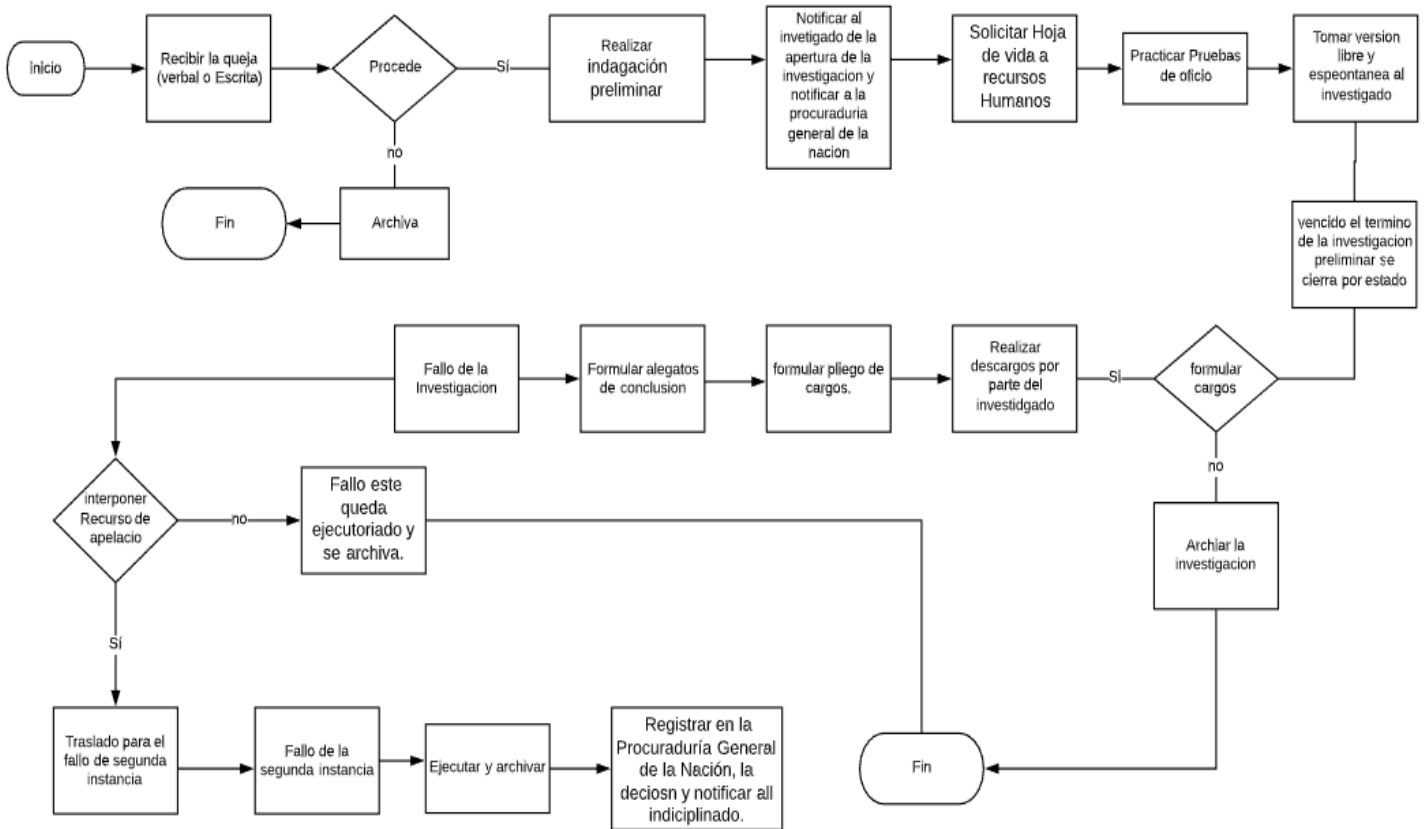 Inicio
Recibir la queja
(verbal o Escrita)
Procede
Sí
Realizar
indagación
preliminar
Notificar al
invetigado de la
apertura de la
investigacion y
notificar a la
procuraduria
general de la
nación
Solicitar Hoja
de vida a
recursos
Humanos
Practicar Pruebas
de oficio
Tomar version
libre y
espeontanea al
investigado
no
Archiva
Fin
vencido el termino
de la investigacion
preliminar se
cierra por estado
formular
cargos
Sí
Realizar
descargos por
parte del
investidgado
formular pliego de
cargos.
Formular alegatos
de conclusion
Fallo de la
Investigacion
no
Archiar la
investigacion
interponer
Recurso de
apelacio
no
Fallo este
queda
ejecutoriado y
se archiva.
Sí
Traslado para el
fallo de segunda
instancia
Fallo de la
segunda instancia
Ejecutar y archivar
Registrar en la
Procuraduría General
de la Nación, la
deciosn y notificar all
indiciplinado.
Fin